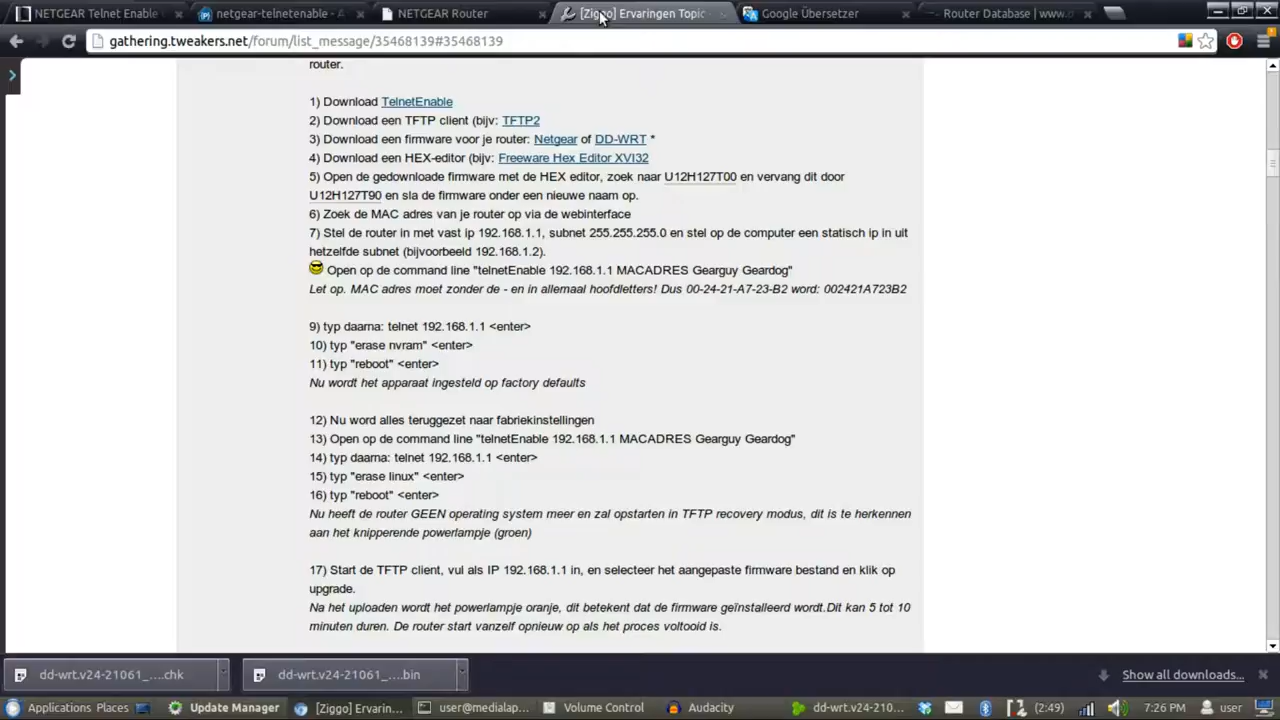 NETGEAR Telnet Enable
netgear-telnetenable - A
NETGEAR Router
[Ziggo] Ervaringen Topic
Google Übersetzer
Router Database | www.o
gathering.tweakers.net/forum/list_message/35468139#35468139
router.
1) Download TelnetEnable
2) Download een TFTP client (bijv: TFTP2
3) Download een firmware voor je router: Netgear of DD-WRT *
4) Download een HEX-editor (bijv: Freeware Hex Editor XVI32
5) Open de gedownloade firmware met de HEX editor, zoek naar U12H127T00 en vervang dit door
U12H127T90 en sla de firmware onder een nieuwe naam op.
6) Zoek de MAC adres van je router op via de webinterface
7) Stel de router in met vast ip 192.168.1.1, subnet 255.255.255.0 en stel op de computer een statisch ip in uit
hetzelfde subnet (bijvoorbeeld 192.168.1.2).
Open op de command line "telnetEnable 192.168.1.1 MACADRES Gearguy Geardog"
Let op. MAC adres moet zonder de - en in allemaal hoofdletters! Dus 00-24-21-A7-23-B2 word: 002421A723B2
9) typ daarna: telnet 192.168.1.1 <enter>
10) typ "erase nvram" <enter>
11) typ "reboot" <enter>
Nu wordt het apparaat ingesteld op factory defaults
12) Nu word alles teruggezet naar fabriekinstellingen
13) Open op de command line "telnetEnable 192.168.1.1 MACADRES Gearguy Geardog"
14) typ daarna: telnet 192.168.1.1 <enter>
15) typ "erase linux" <enter>
16) typ "reboot" <enter>
Nu heeft de router GEEN operating system meer en zal opstarten in TFTP recovery modus, dit is te herkennen
aan het knipperende powerlampje (groen)
17) Start de TFTP client, vul als IP 192.168.1.1 in, en selecteer het aangepaste firmware bestand en klik op
upgrade.
Na het uploaden wordt het powerlampje oranje, dit betekent dat de firmware geïnstalleerd wordt.Dit kan 5 tot 10
minuten duren. De router start vanzelf opnieuw op als het proces voltooid is.
dd-wrt.v24-21061_....chk
dd-wrt.v24-21061_....bin
Show all downloads...
Applications Places
Update Manager
[Ziggo] Ervarin...
user@medialap...
Volume Control
Audacity
dd-wrt.v24-210...
(2:49)
7:26 PM
user